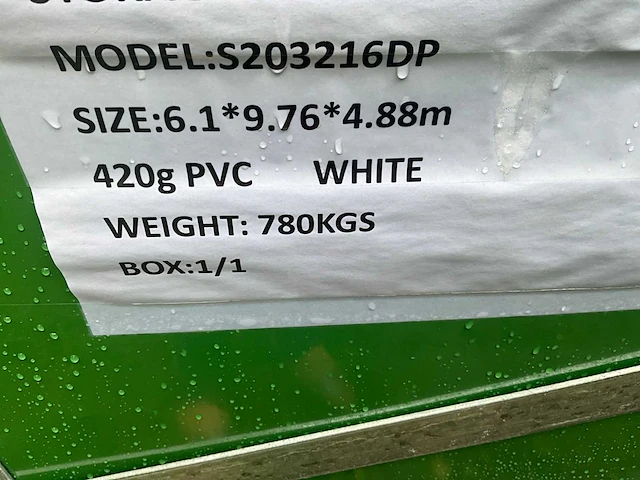 MODEL:S203216DP
SIZE:6.1*9.76*4.88m
420g PVC WHITE
WEIGHT: 780KGS
BOX:1/1